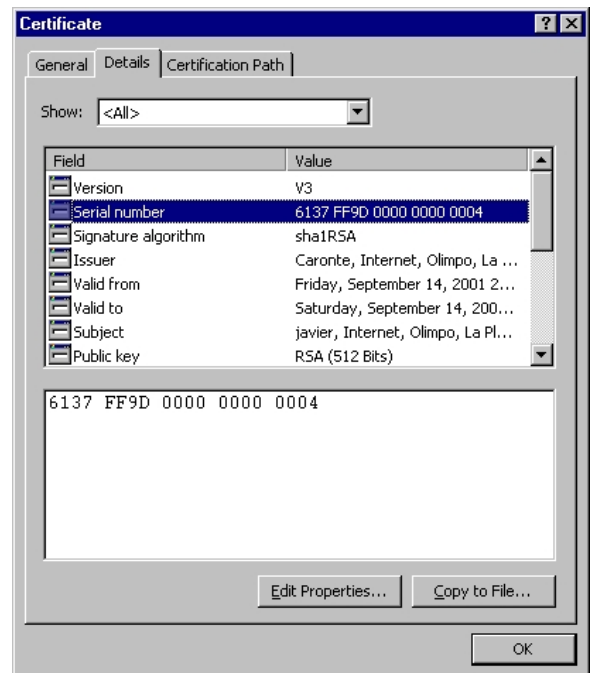 Certificate
General Details Certification Path
Show: <All>
Field Value
Version V3
Serial number 6137 FF9D 0000 0000 0004
Signature algorithm sha1RSA
Issuer Caronte, Internet, Olimpo, La ...
Valid from Friday, September 14, 2001 2...
Valid to Saturday, September 14, 200...
Subject javier, Internet, Olimpo, La Pl...
Public key RSA (512 Bits)
6137 FF9D 0000 0000 0004
Edit Properties... Copy to File...
OK